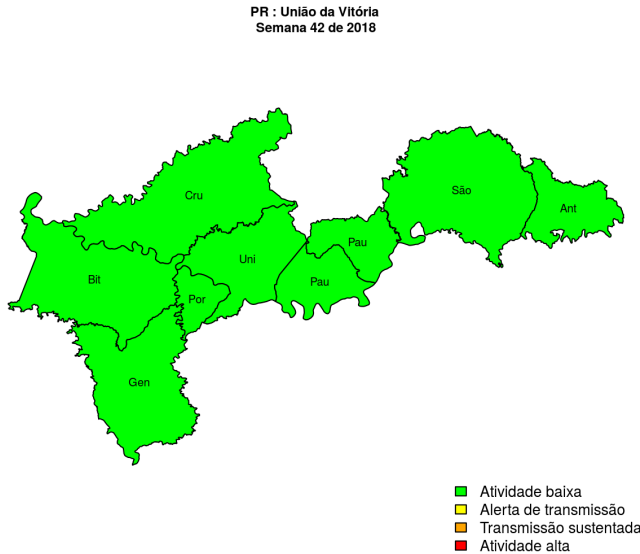 PR : União da Vitória
Semana 42 de 2018
Cru
São
Ant
Pau
Uni
Bit
Pau
Por
Gen
Atividade baixa
Alerta de transmissão
Transmissão sustentada
Atividade alta